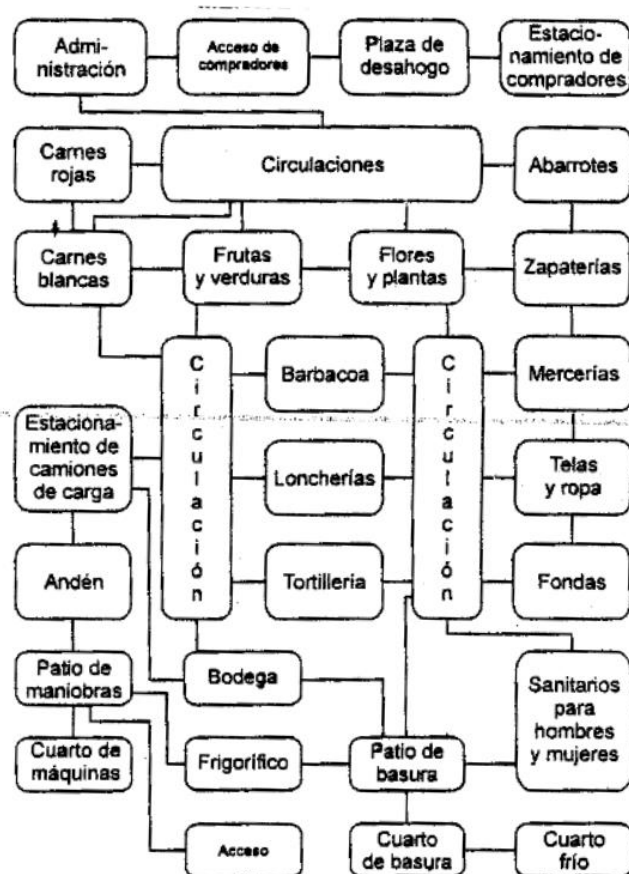 Admi-
nistración
Acceso de
compradores
Plaza de
desahogo
Estacio-
namiento de
compradores
Carnes
rojas
Circulaciones
Abarrotes
Carnes
blancas
Frutas
y verduras
Flores
y plantas
Zapaterías
Circulación
Barbacoa
Circulación
Mercerías
Estaciona-
miento de
camiones
de carga
Loncherías
Telas
y ropa
Andén
Tortillería
Fondas
Patio de
maniobras
Bodega
Sanitarios
para
hombres
y mujeres
Cuarto de
máquinas
Frigorífico
Patio de
basura
Acceso
Cuarto
de basura
Cuarto
frío